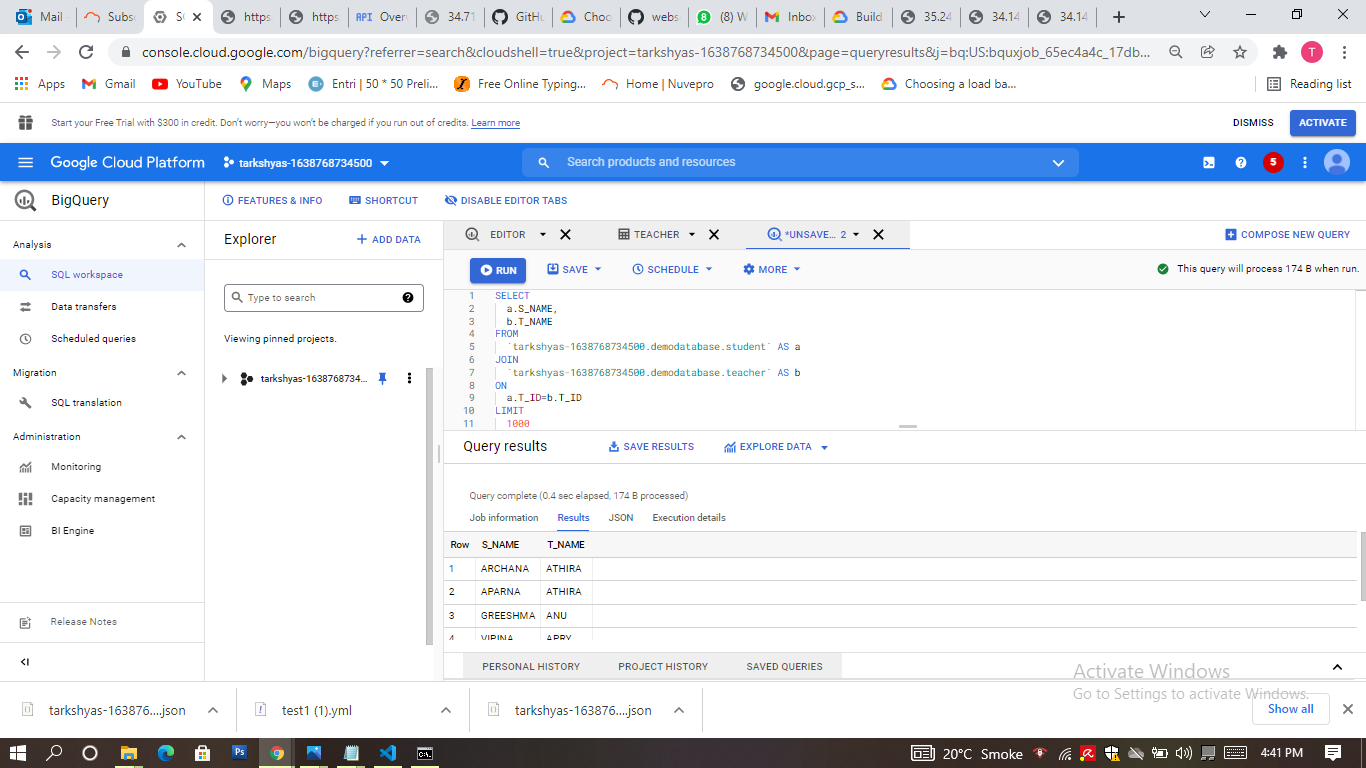 Mail -
Subsc
S
https
https
API Over
34.71
GitHu
Choo
webs
(8) W
Inbo
Build
35.24
34.14
34.14
console.cloud.google.com/bigquery?referrer=search&cloudshell=true&project=tarkshyas-1638768734500&page=queryresults&j=bq:US:bquxjob_65ec4a4c_17db...
T
Apps
Gmail
YouTube
Maps
Entri | 50 * 50 Preli...
Free Online Typing...
Home | Nuvepro
google.cloud.gcp_s...
Choosing a load ba...
Reading list
Start your Free Trial with $300 in credit. Don't worry—you won't be charged if you run out of credits. Learn more
DISMISS
ACTIVATE
Google Cloud Platform
tarkshyas-1638768734500
Search products and resources
5
BigQuery
FEATURES & INFO
SHORTCUT
DISABLE EDITOR TABS
Analysis
SQL workspace
Data transfers
Scheduled queries
Migration
SQL translation
Administration
Monitoring
Capacity management
BI Engine
Release Notes
Explorer
+ ADD DATA
Type to search
Viewing pinned projects.
tarkshyas-1638768734...
EDITOR
TEACHER
*UNSAVE... 2
COMPOSE NEW QUERY
RUN
SAVE
SCHEDULE
MORE
This query will process 174 B when run.
1 SELECT
2 a.S_NAME,
3 b.T_NAME
4 FROM
5 `tarkshyas-1638768734500.demodatabase.student` AS a
6 JOIN
7 `tarkshyas-1638768734500.demodatabase.teacher` AS b
8 ON
9 a.T_ID=b.T_ID
10 LIMIT
11 1000
Query results
SAVE RESULTS
EXPLORE DATA
Query complete (0.4 sec elapsed, 174 B processed)
Job information
Results
JSON
Execution details
Row S_NAME T_NAME
1 ARCHANA ATHIRA
2 APARNA ATHIRA
3 GREESHMA ANU
4 VIPINA
PERSONAL HISTORY
PROJECT HISTORY
SAVED QUERIES
Activate Windows
Go to Settings to activate Windows.
tarkshyas-163876....json
test1 (1).yml
tarkshyas-163876....json
Show all
20°C Smoke
4:41 PM